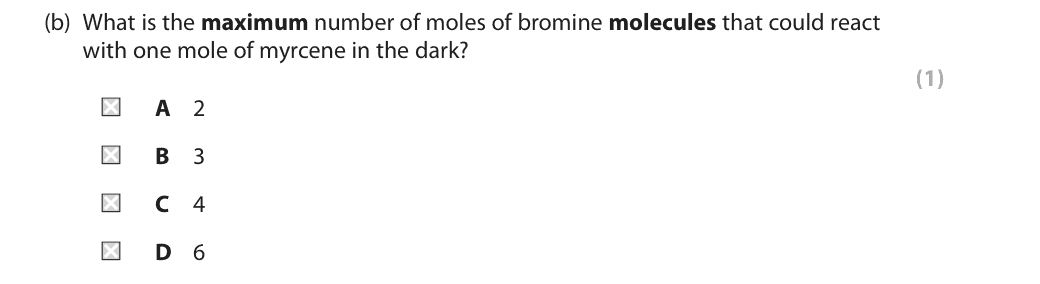 (b) What is the maximum number of moles of bromine molecules that could react
with one mole of myrcene in the dark?
(1)
A 2
B 3
C 4
D 6